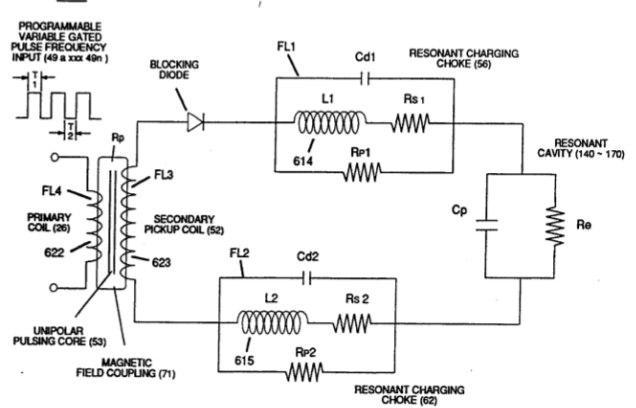 PROGRAMMABLE
VARIABLE GATED
PULSE FREQUENCY
INPUT (49 a xxx 49n )
T
1
T
2
Rp
BLOCKING
DIODE
FL1
Cd1
RESONANT CHARGING
CHOKE (56)
L1
Rs 1
614
RP1
RESONANT
CAVITY (140 ~ 170)
FL4
FL3
PRIMARY
COIL (26)
SECONDARY
PICKUP COIL (52)
622
623
Cp
Re
FL2
Cd2
L2
Rs 2
615
RP2
UNIPOLAR
PULSING CORE (53)
MAGNETIC
FIELD COUPLING (71)
RESONANT CHARGING
CHOKE (62)